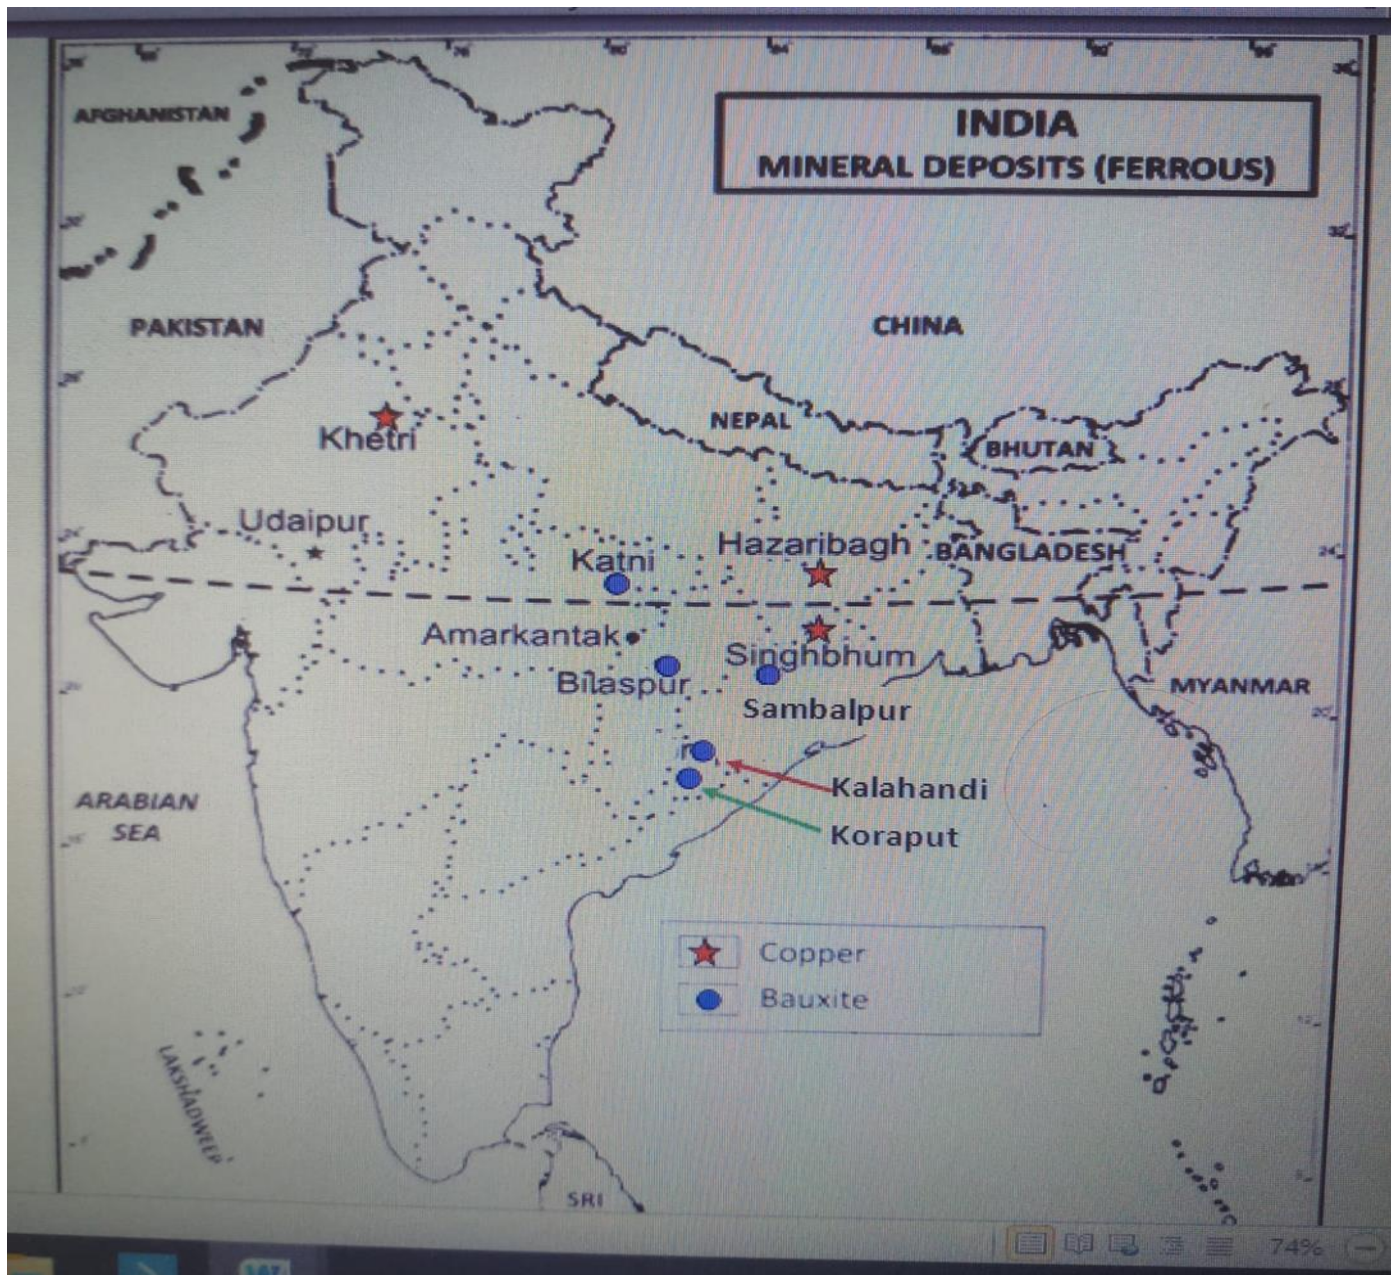 AFGHANISTAN
INDIA
MINERAL DEPOSITS (FERROUS)
PAKISTAN
CHINA
Khetri
NEPAL
BHUTAN
Udaipur
Katni
Hazaribagh
BANGLADESH
Amarkantak
Singhbhum
Bilaspur
MYANMAR
Sambalpur
Kalahandi
ARABIAN
SEA
Koraput
Copper
Bauxite
LAKSHADWEEP
SRI
74%